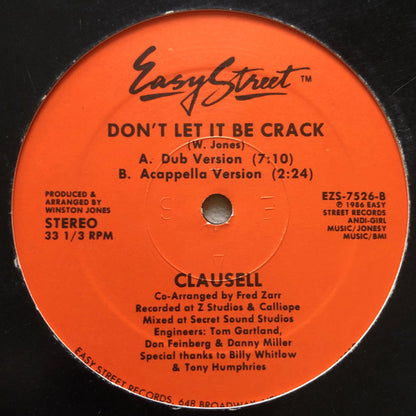 Easy Street ™
DON'T LET IT BE CRACK
(W. Jones)
A. Dub Version (7:10)
B. Acappella Version (2:24)
PRODUCED &
ARRANGED BY
WINSTON JONES
STEREO
33 1/3 RPM
EZS-7526-B
℗ 1986 EASY
STREET RECORDS
ANDI-GIRL
MUSIC/JONESY
MUSIC/BMI
CLAUSELL
Co-Arranged by Fred Zarr
Recorded at Z Studios & Calliope
Mixed at Secret Sound Studios
Engineers: Tom Gartland,
Don Feinberg & Danny Miller
Special thanks to Billy Whitlow
& Tony Humphries
EASY STREET RECORDS, 648 BROADWAY